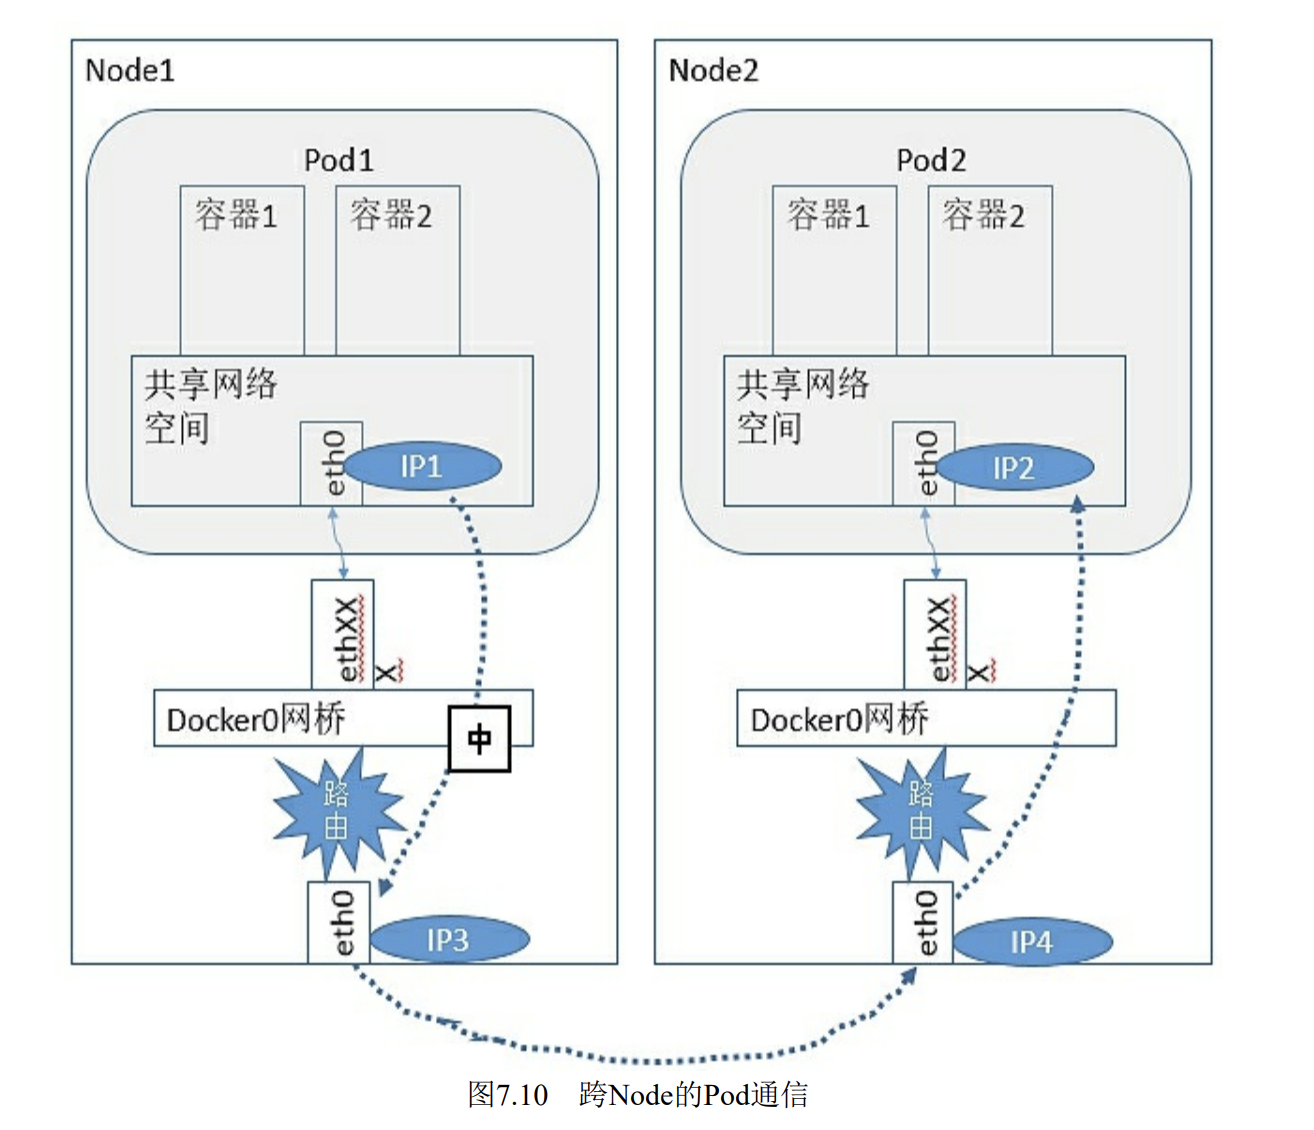 Node1
Pod1
容器1
容器2
共享网络
空间
eth0
IP1
ethXX
X
Docker0网桥
中
路
由
eth0
IP3
Node2
Pod2
容器1
容器2
共享网络
空间
eth0
IP2
ethXX
X
Docker0网桥
路
由
eth0
IP4
图7.10 跨Node的Pod通信